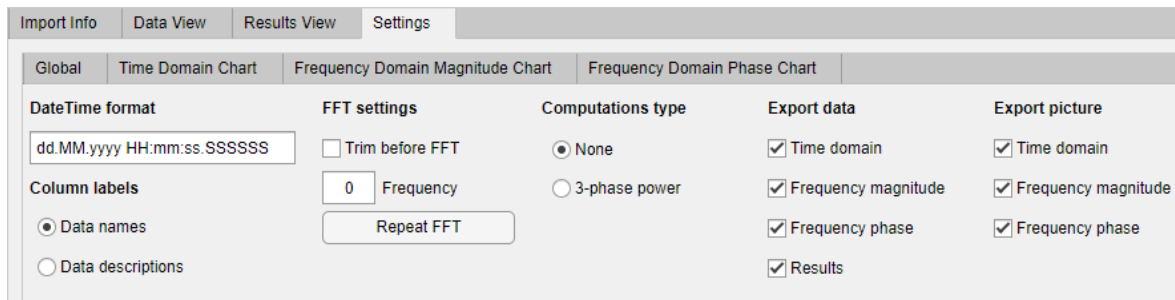 Import Info Data View Results View Settings
Global Time Domain Chart Frequency Domain Magnitude Chart Frequency Domain Phase Chart
DateTime format FFT settings Computations type Export data Export picture
dd.MM.yyyy HH:mm:ss.SSSSSS Trim before FFT None Time domain Time domain
Column labels 0 Frequency 3-phase power Frequency magnitude Frequency magnitude
Data names Repeat FFT Frequency phase Frequency phase
Data descriptions Results